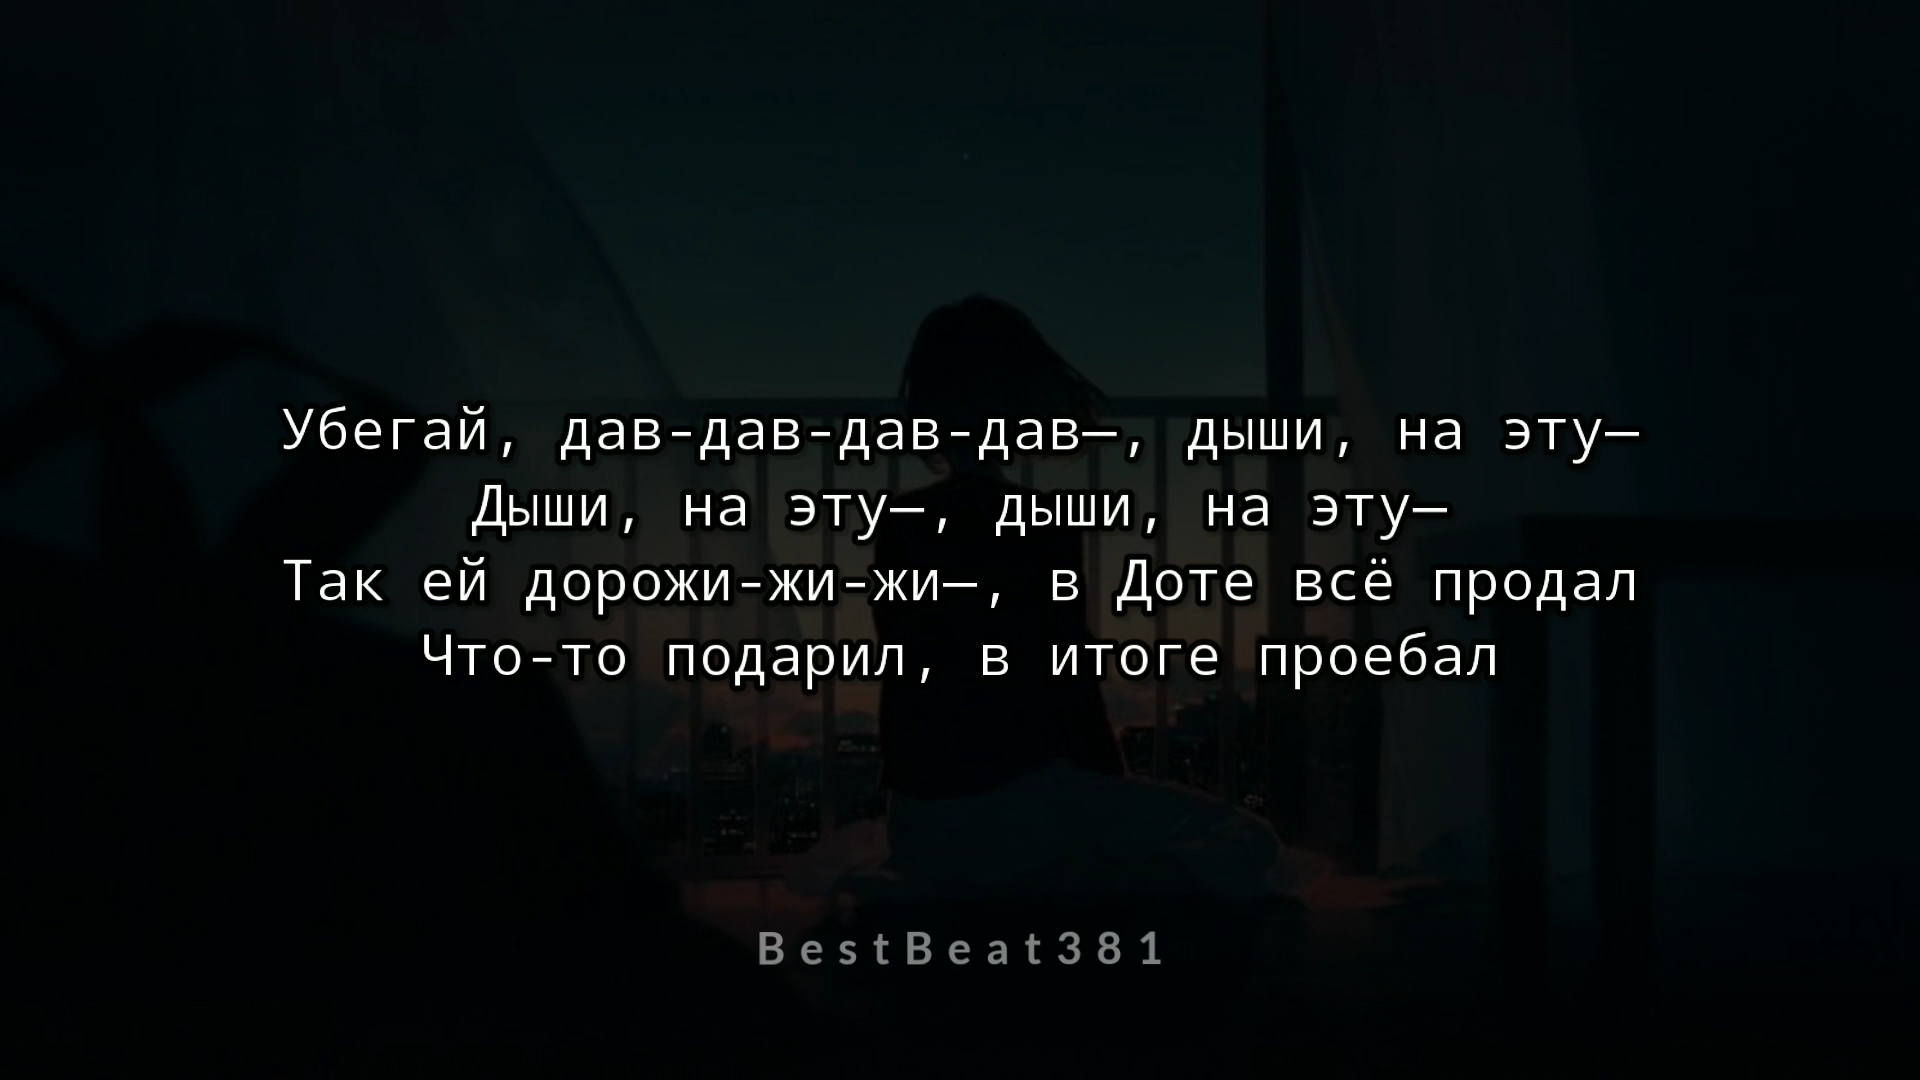 Убегай, дав-дав-дав-дав—, дыши, на эту—
Дыши, на эту—, дыши, на эту—
Так ей дорожи-жи-жи—, в Доте всё продал
Что-то подарил, в итоге проебал
BestBeat381